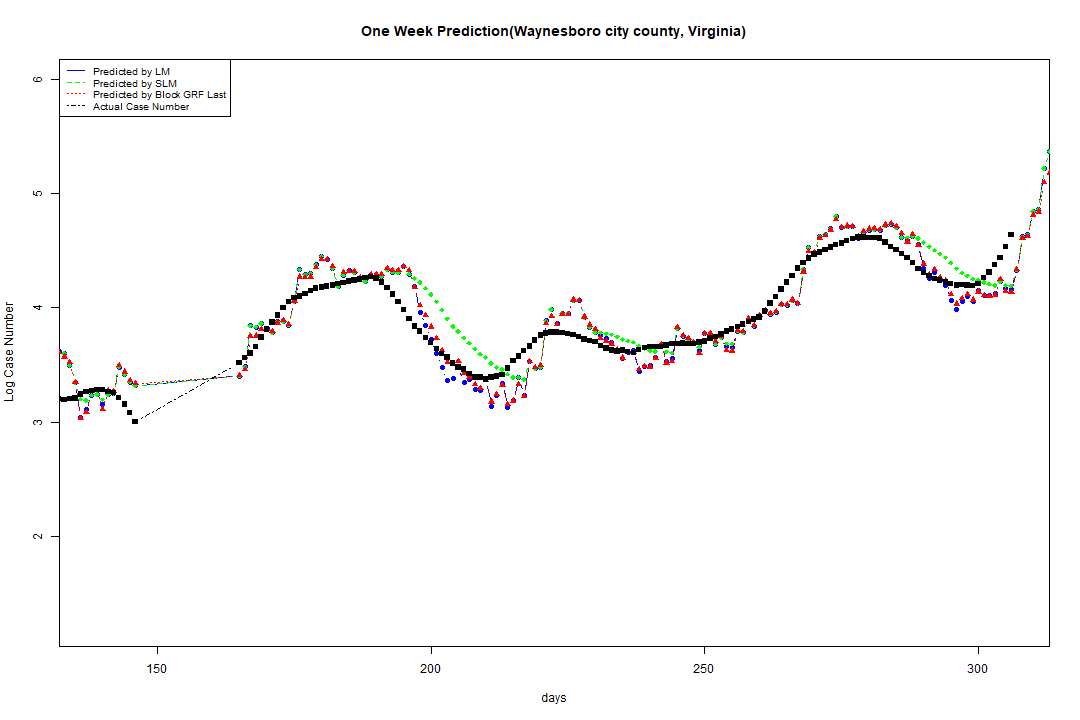 One Week Prediction(Waynesboro city county, Virginia)
Predicted by LM
Predicted by SLM
Predicted by Block GRF Last
Actual Case Number
6
5
4
3
2
Log Case Number
150
200
250
300
days